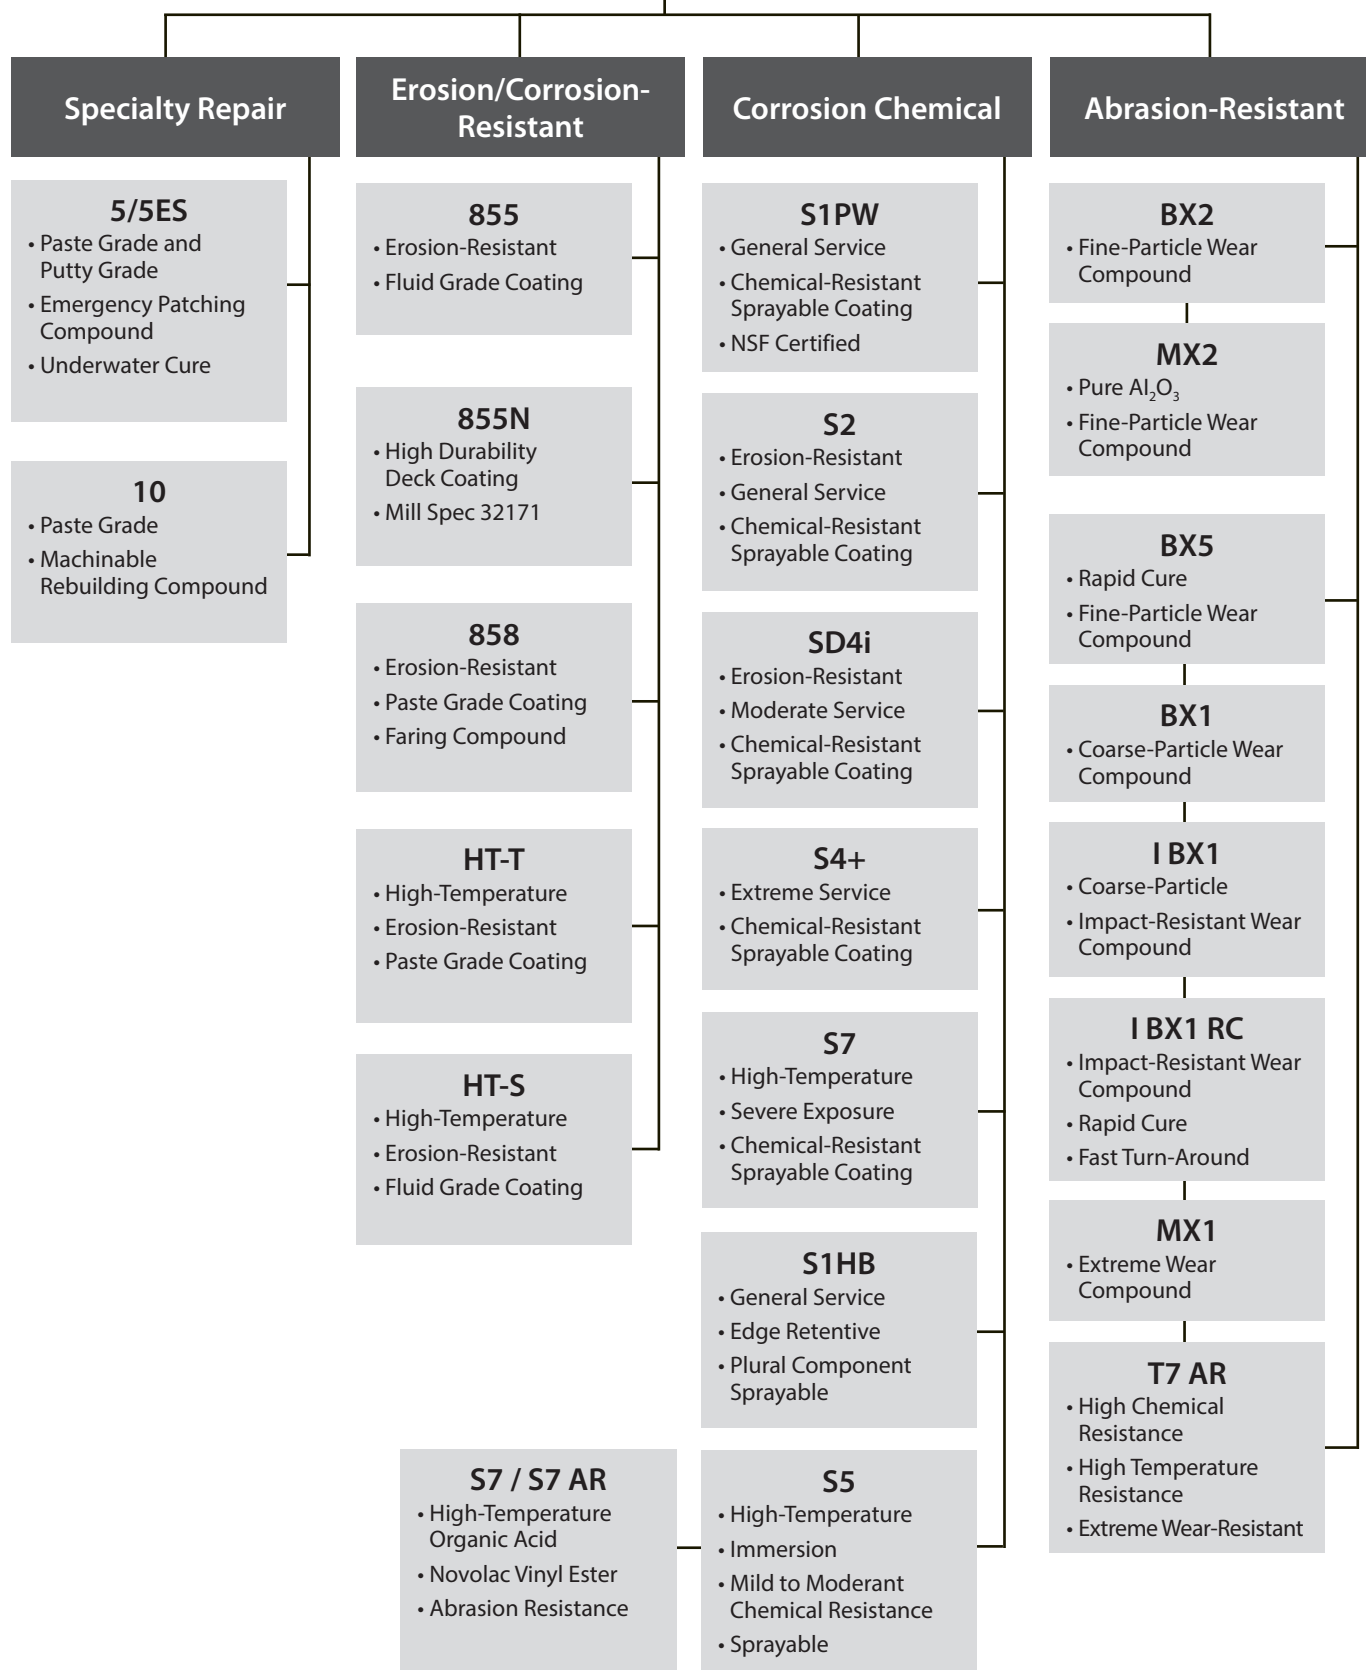 Specialty Repair
5/5ES
• Paste Grade and
Putty Grade
• Emergency Patching
Compound
• Underwater Cure
10
• Paste Grade
• Machinable
Rebuilding Compound
Erosion/Corrosion-
Resistant
855
• Erosion-Resistant
• Fluid Grade Coating
855N
• High Durability
Deck Coating
• Mill Spec 32171
858
• Erosion-Resistant
• Paste Grade Coating
• Faring Compound
HT-T
• High-Temperature
• Erosion-Resistant
• Paste Grade Coating
HT-S
• High-Temperature
• Erosion-Resistant
• Fluid Grade Coating
Corrosion Chemical
S1PW
• General Service
• Chemical-Resistant
Sprayable Coating
• NSF Certified
S2
• Erosion-Resistant
• General Service
• Chemical-Resistant
Sprayable Coating
SD4i
• Erosion-Resistant
• Moderate Service
• Chemical-Resistant
Sprayable Coating
S4+
• Extreme Service
• Chemical-Resistant
Sprayable Coating
S7
• High-Temperature
• Severe Exposure
• Chemical-Resistant
Sprayable Coating
S1HB
• General Service
• Edge Retentive
• Plural Component
Sprayable
S5
• High-Temperature
• Immersion
• Mild to Moderant
Chemical Resistance
• Sprayable
S7 / S7 AR
• High-Temperature
Organic Acid
• Novolac Vinyl Ester
• Abrasion Resistance
Abrasion-Resistant
BX2
• Fine-Particle Wear
Compound
MX2
• Pure Al₂O₃
• Fine-Particle Wear
Compound
BX5
• Rapid Cure
• Fine-Particle Wear
Compound
BX1
• Coarse-Particle Wear
Compound
I BX1
• Coarse-Particle
• Impact-Resistant Wear
Compound
I BX1 RC
• Impact-Resistant Wear
Compound
• Rapid Cure
• Fast Turn-Around
MX1
• Extreme Wear
Compound
T7 AR
• High Chemical
Resistance
• High Temperature
Resistance
• Extreme Wear-Resistant